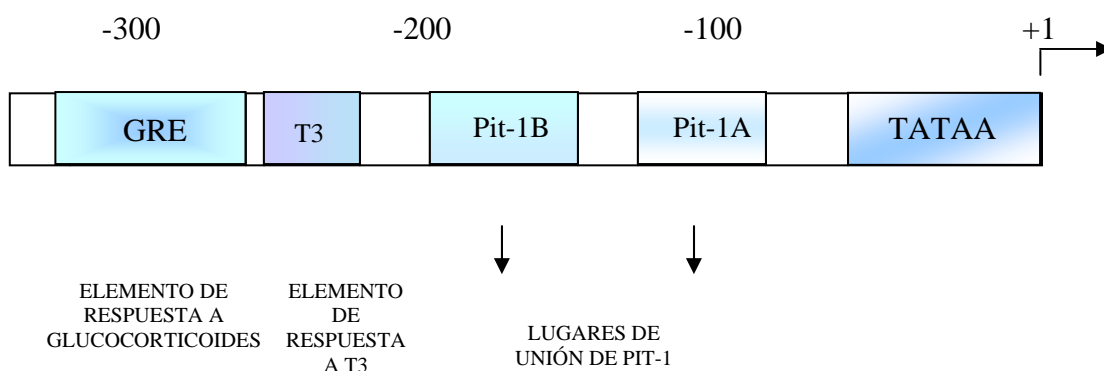 -300 -200 -100 +1
GRE T3 Pit-1B Pit-1A TATAA
ELEMENTO DE
RESPUESTA A
GLUCOCORTICOIDES
ELEMENTO
DE
RESPUESTA
A T3
LUGARES DE
UNIÓN DE PIT-1